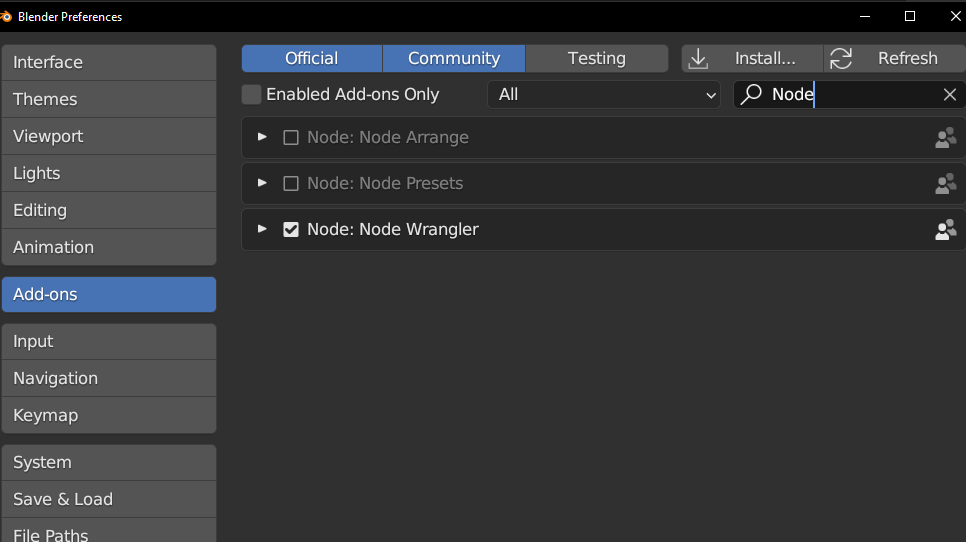 Blender Preferences
Interface
Themes
Viewport
Lights
Editing
Animation
Add-ons
Input
Navigation
Keymap
System
Save & Load
File Paths
Official Community Testing Install... Refresh
Enabled Add-ons Only All Node
Node: Node Arrange
Node: Node Presets
Node: Node Wrangler